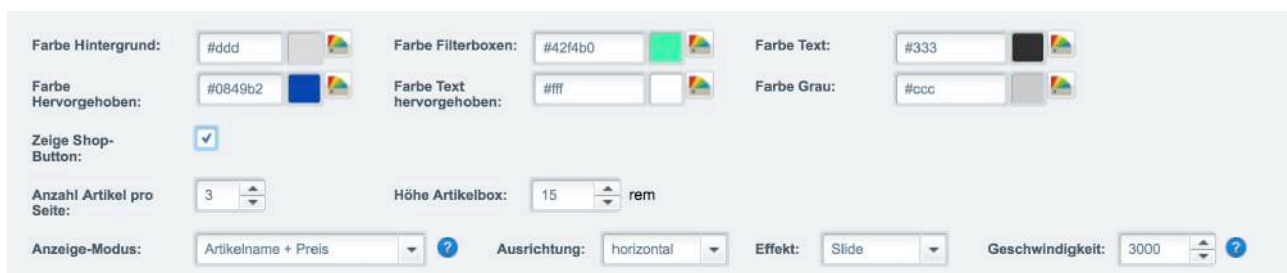 Farbe Hintergrund: #ddd Farbe Filterboxen: #42f4b0 Farbe Text: #333
Farbe
Hervorgehoben: #0849b2 Farbe Text
hervorgehoben: #fff Farbe Grau: #ccc
Zeige Shop-
Button:
Anzahl Artikel pro
Seite: 3 Höhe Artikelbox: 15 rem
Anzeige-Modus: Artikelname + Preis ? Ausrichtung: horizontal Effekt: Slide Geschwindigkeit: 3000 ?